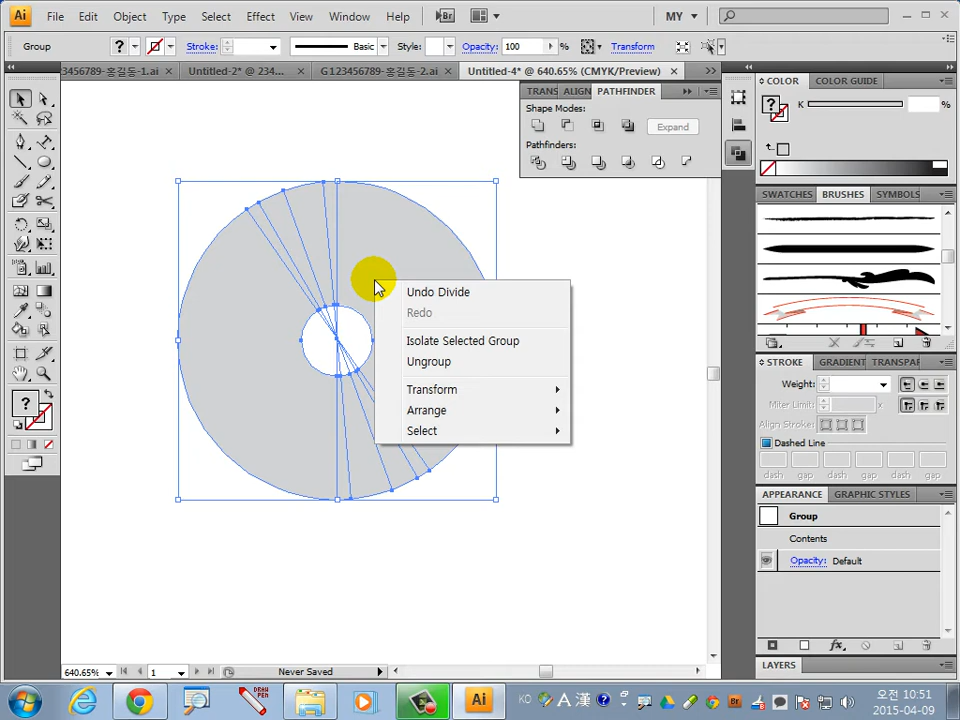 Ai File Edit Object Type Select Effect View Window Help Br MY
Group ? Stroke: Basic Style: Opacity: 100 % Transform
123456789-홍길동-1.ai Untitled-2* @ 234... G123456789-홍길동-2.ai Untitled-4* @ 640.65% (CMYK/Preview)
TRANS ALIGN PATHFINDER
Shape Modes:
Expand
Pathfinders:
COLOR COLOR GUIDE
? K %
SWATCHES BRUSHES SYMBOLS
Undo Divide
Redo
Isolate Selected Group
Ungroup
Transform
Arrange
Select
STROKE GRADIENT TRANSPAR
Weight:
Miter Limit: x
Align Stroke:
Dashed Line
dash gap dash gap dash gap
APPEARANCE GRAPHIC STYLES
Group
Contents
Opacity: Default
fx
LAYERS
?
640.65% 1 Never Saved
Ai KO A 漢 ? Br 오전 10:51
2015-04-09